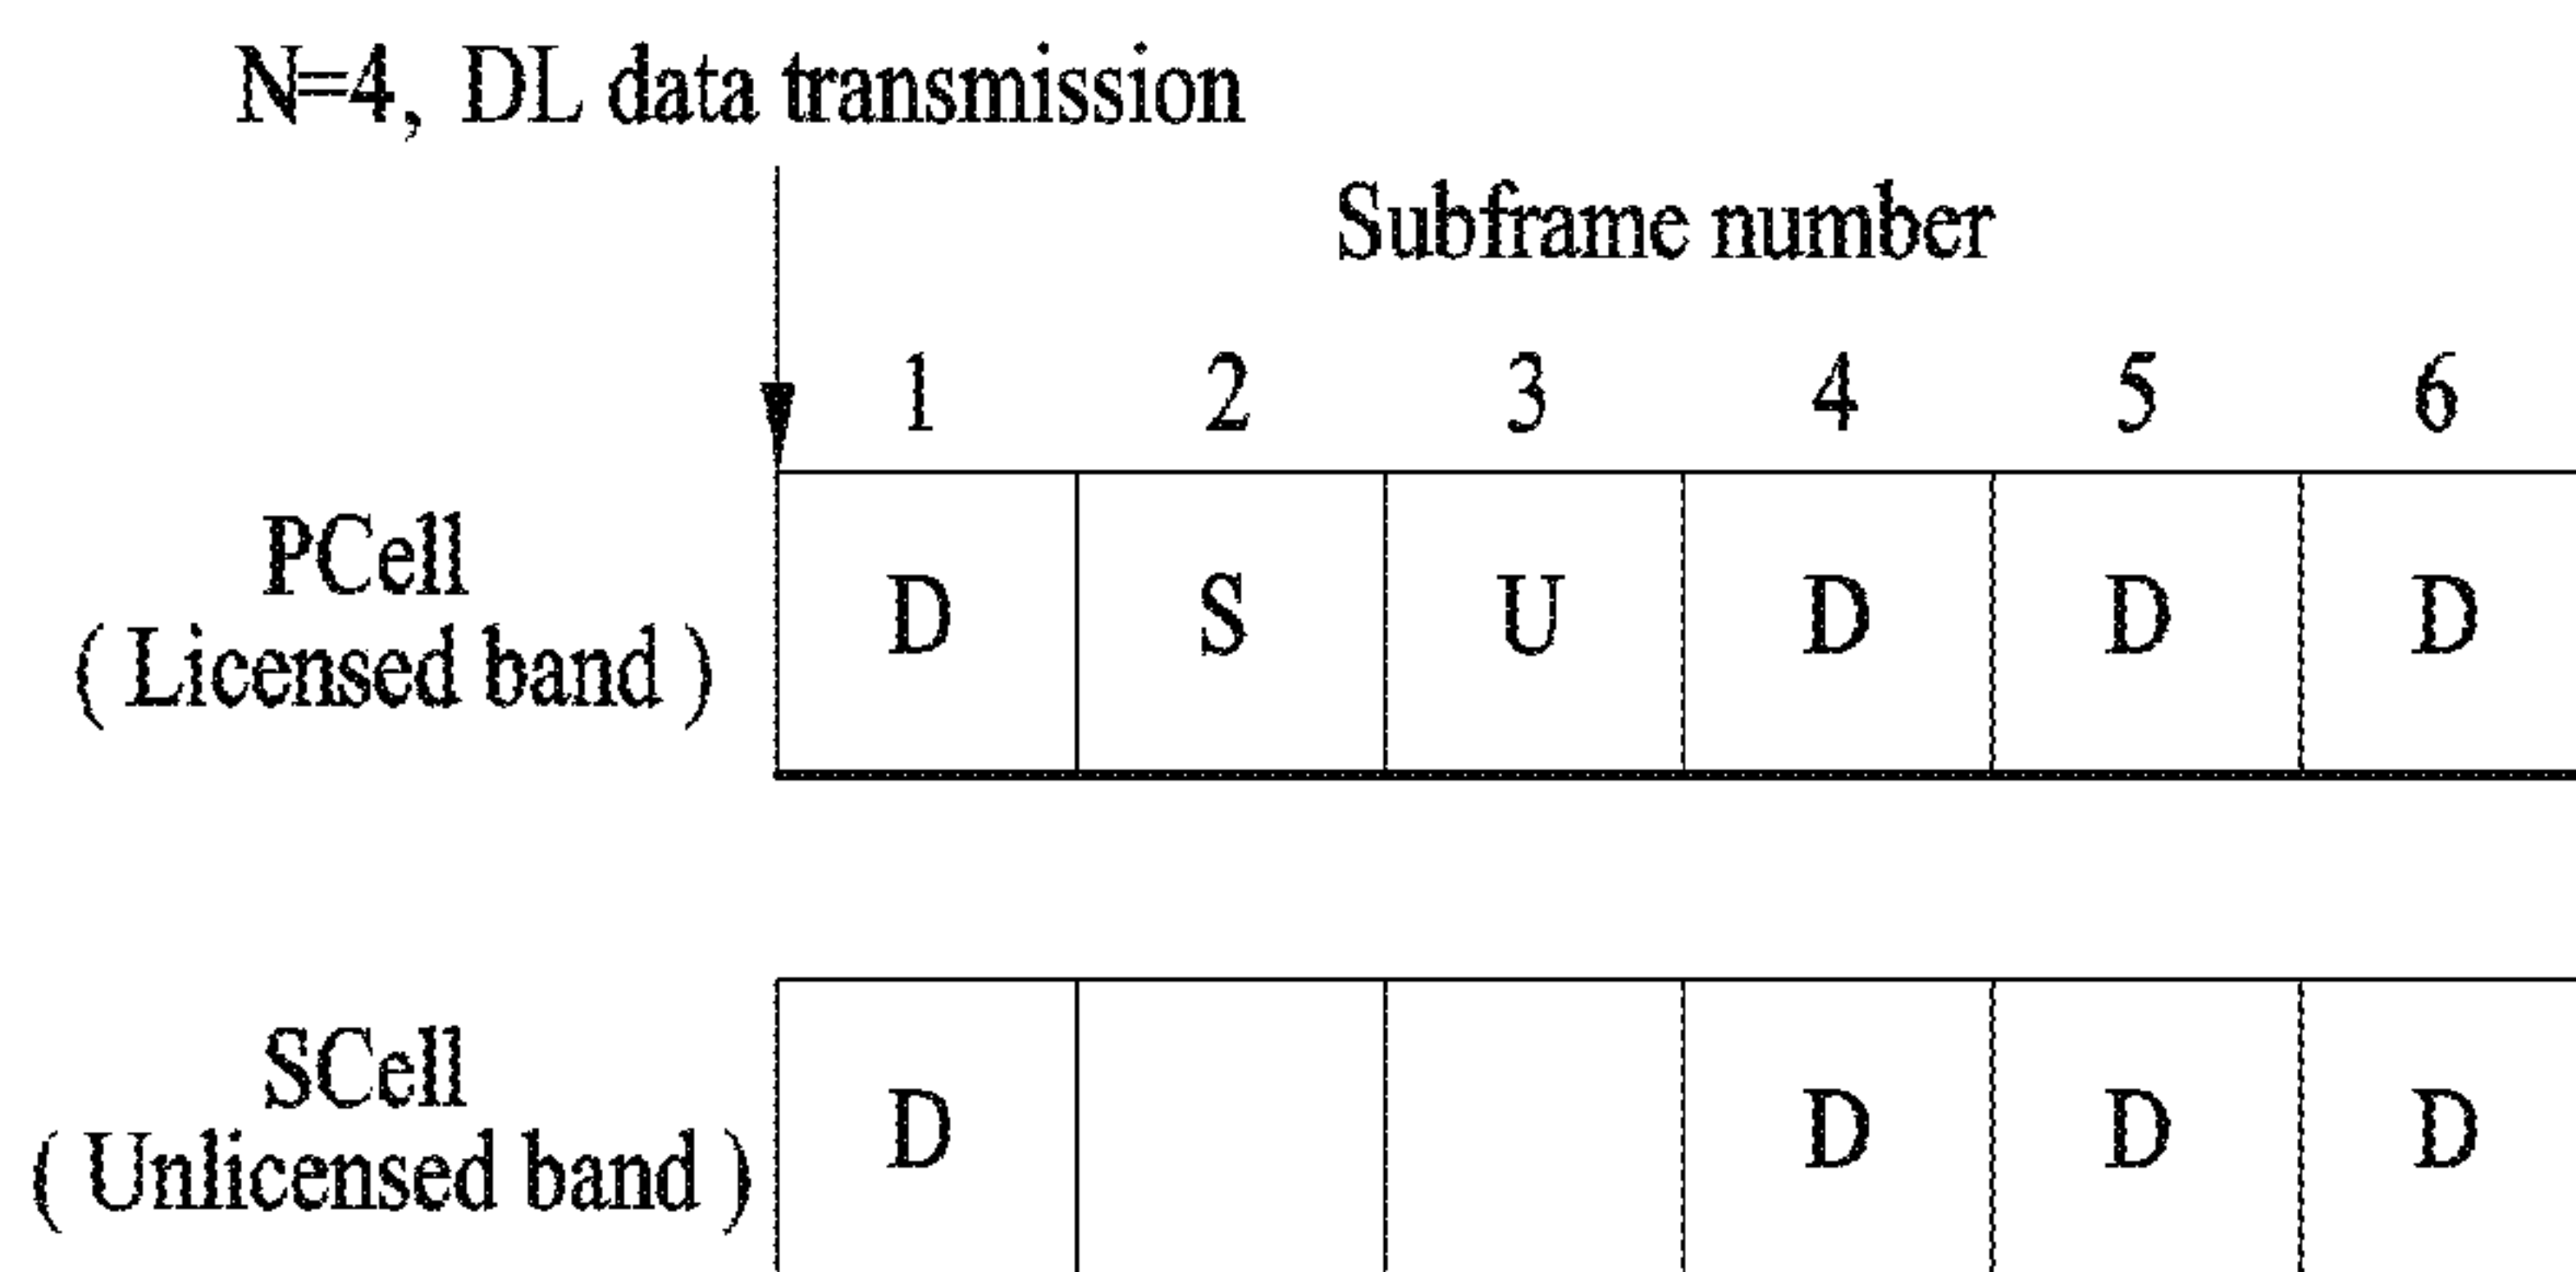 N=4, DL data transmission
Subframe number
1 2 3 4 5 6
PCell
( Licensed band )
D S U D D D
SCell
( Unlicensed band )
D D D D